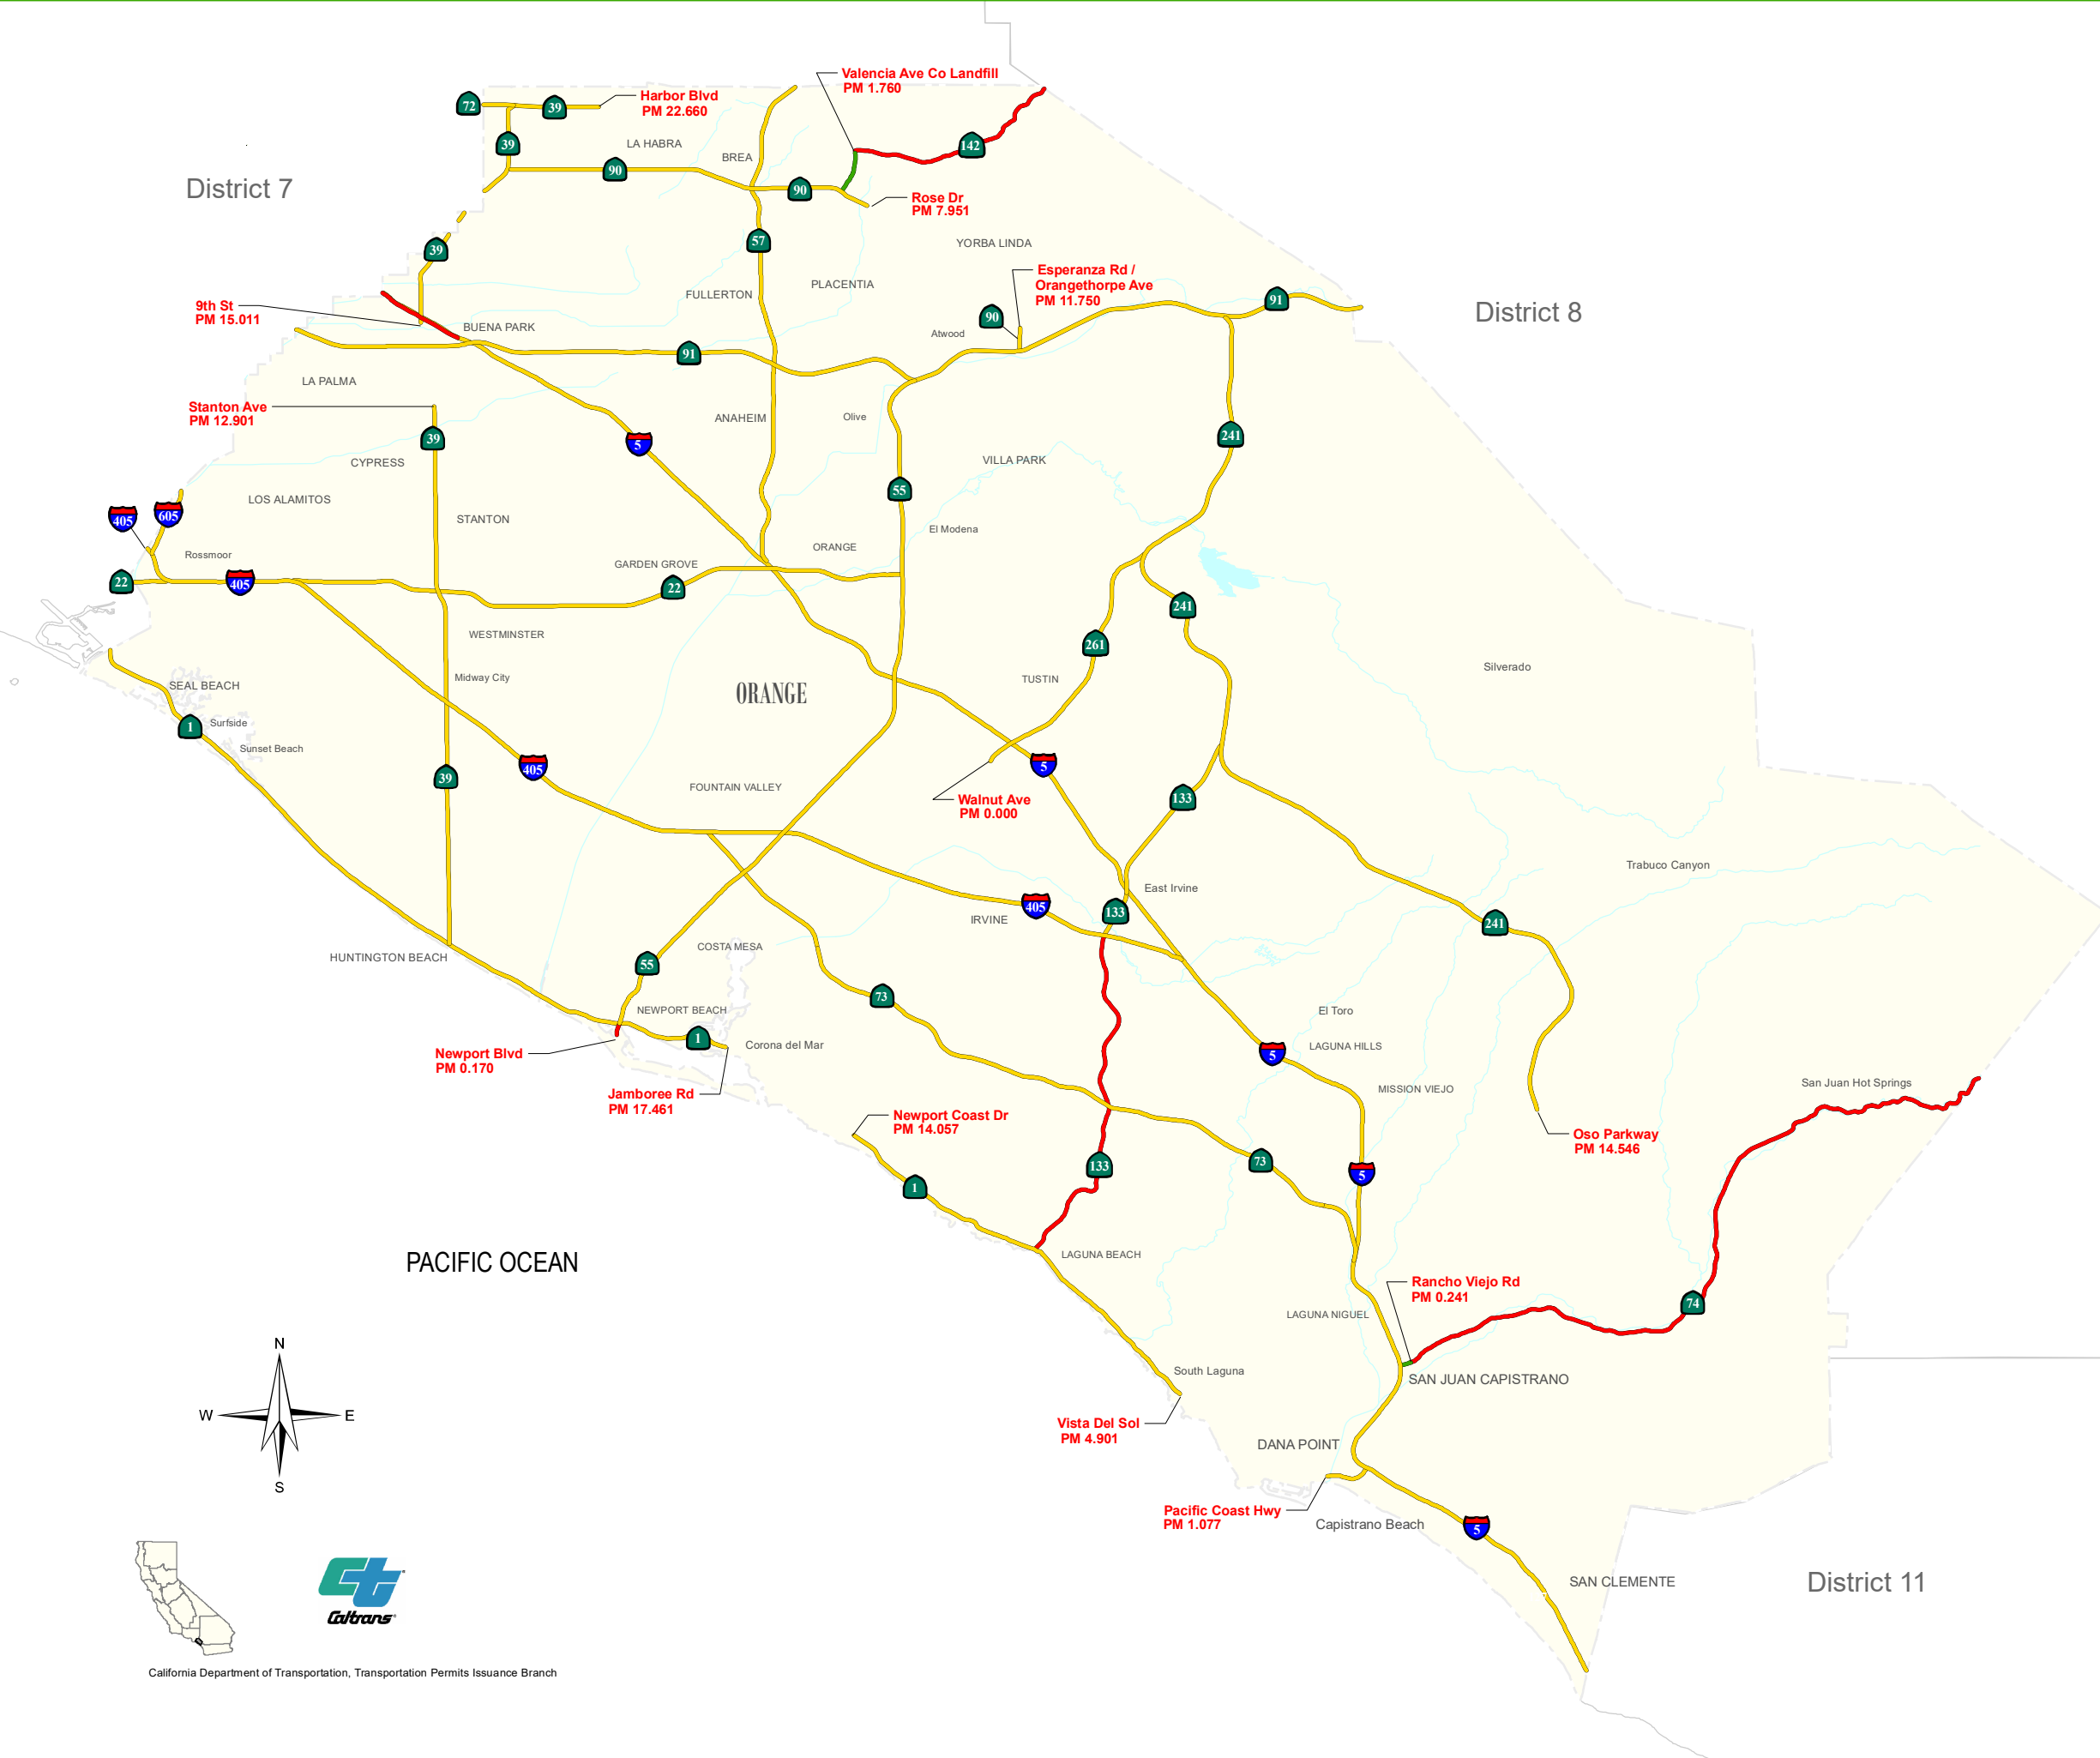 Valencia Ave Co Landfill
PM 1.760
72
39
Harbor Blvd
PM 22.660
39
LA HABRA
142
BREA
90
90
District 7
Rose Dr
PM 7.951
39
57
YORBA LINDA
Esperanza Rd /
Orangethorpe Ave
PM 11.750
PLACENTIA
FULLERTON
91
District 8
9th St
PM 15.011
90
BUENA PARK
Atwood
91
LA PALMA
Stanton Ave
PM 12.901
ANAHEIM
Olive
39
5
241
CYPRESS
VILLA PARK
55
LOS ALAMITOS
405
605
STANTON
El Modena
Rossmoor
ORANGE
GARDEN GROVE
22
405
22
241
WESTMINSTER
261
Silverado
Midway City
TUSTIN
SEAL BEACH
ORANGE
1
Surfside
Sunset Beach
39
405
5
FOUNTAIN VALLEY
Walnut Ave
PM 0.000
133
Trabuco Canyon
East Irvine
405
133
IRVINE
241
COSTA MESA
HUNTINGTON BEACH
55
73
NEWPORT BEACH
El Toro
1
Corona del Mar
LAGUNA HILLS
5
Newport Blvd
PM 0.170
MISSION VIEJO
San Juan Hot Springs
Jamboree Rd
PM 17.461
Newport Coast Dr
PM 14.057
Oso Parkway
PM 14.546
133
73
5
1
LAGUNA BEACH
PACIFIC OCEAN
Rancho Viejo Rd
PM 0.241
74
LAGUNA NIGUEL
N
South Laguna
SAN JUAN CAPISTRANO
W
E
Vista Del Sol
PM 4.901
DANA POINT
S
Pacific Coast Hwy
PM 1.077
Capistrano Beach
5
SAN CLEMENTE
District 11
Caltrans
California Department of Transportation, Transportation Permits Issuance Branch